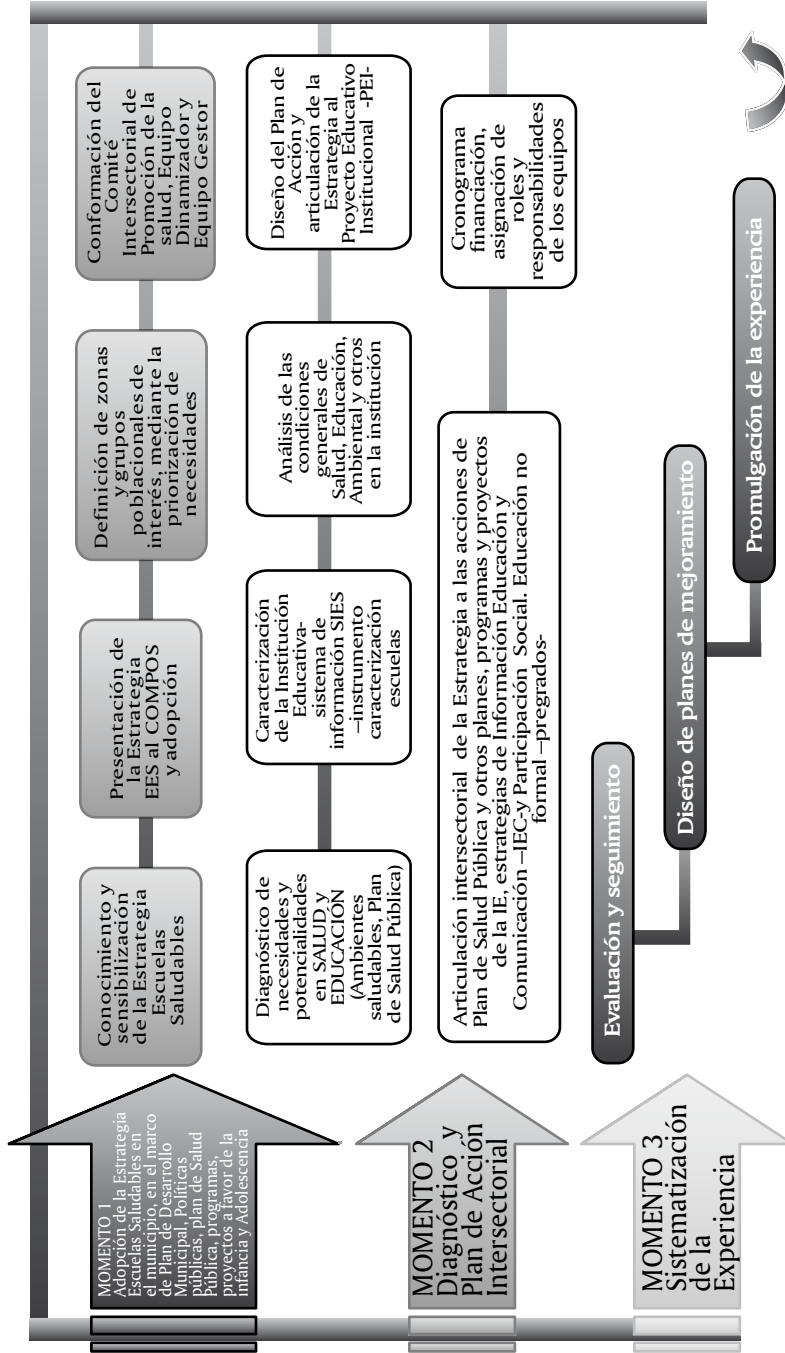 MOMENTO 1
Adopción de la Estrategia
Escuelas Saludables en
el municipio, en el marco
de Plan de Desarrollo
Municipal, Políticas
públicas, plan de Salud
Pública, programas,
proyectos a favor de la
infancia y Adolescencia
Conocimiento y
sensibilización
de la Estrategia
Escuelas
Saludables
Presentación de
la Estrategia
EES al COMPOS
y adopción
Definición de zonas
y grupos
poblacionales de
interés, mediante la
priorización de
necesidades
Conformación del
Comité
Intersectorial de
Promoción de la
salud, Equipo
Dinamizador y
Equipo Gestor
MOMENTO 2
Diagnóstico y
Plan de Acción
Intersectorial
Diagnóstico de
necesidades y
potencialidades
en SALUD y
EDUCACIÓN
(Ambientes
saludables, Plan
de Salud Pública)
Caracterización
de la Institución
Educativa-
sistema de
información SIES
–instrumento
caracterización
escuelas
Análisis de las
condiciones
generales de
Salud, Educación,
Ambiental y otros
en la institución
Diseño del Plan de
Acción y
articulación de la
Estrategia al
Proyecto Educativo
Institucional -PEI-
Articulación intersectorial de la Estrategia a las acciones de
Plan de Salud Pública y otros planes, programas y proyectos
de la IE, estrategias de Información Educación y
Comunicación –IEC-y Participación Social. Educación no
formal –pregrados-
Cronograma
financiación,
asignación de
roles y
responsabilidades
de los equipos
MOMENTO 3
Sistematización
de la
Experiencia
Evaluación y seguimiento
Diseño de planes de mejoramiento
Promulgación de la experiencia